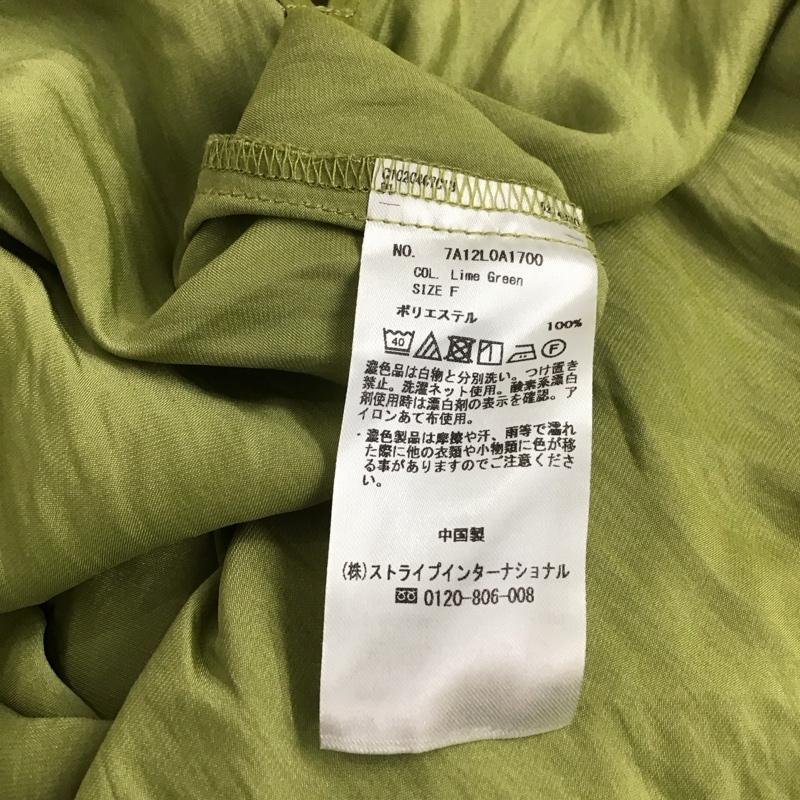 NO. 7A12L0A1700
COL. Lime Green
SIZE F
ポリエステル
100%
40
F
濃色品は白物と分別洗い。つけ置き
禁止。洗濯ネット使用。酸素系漂白
剤使用時は漂白剤の表示を確認。ア
イロンあて布使用。
・濃色製品は摩擦や汗、雨等で濡れ
た際に他の衣類や小物類に色が移
る事がありますのでご注意くださ
い。
中国製
(株)ストライプインターナショナル
0120-806-008